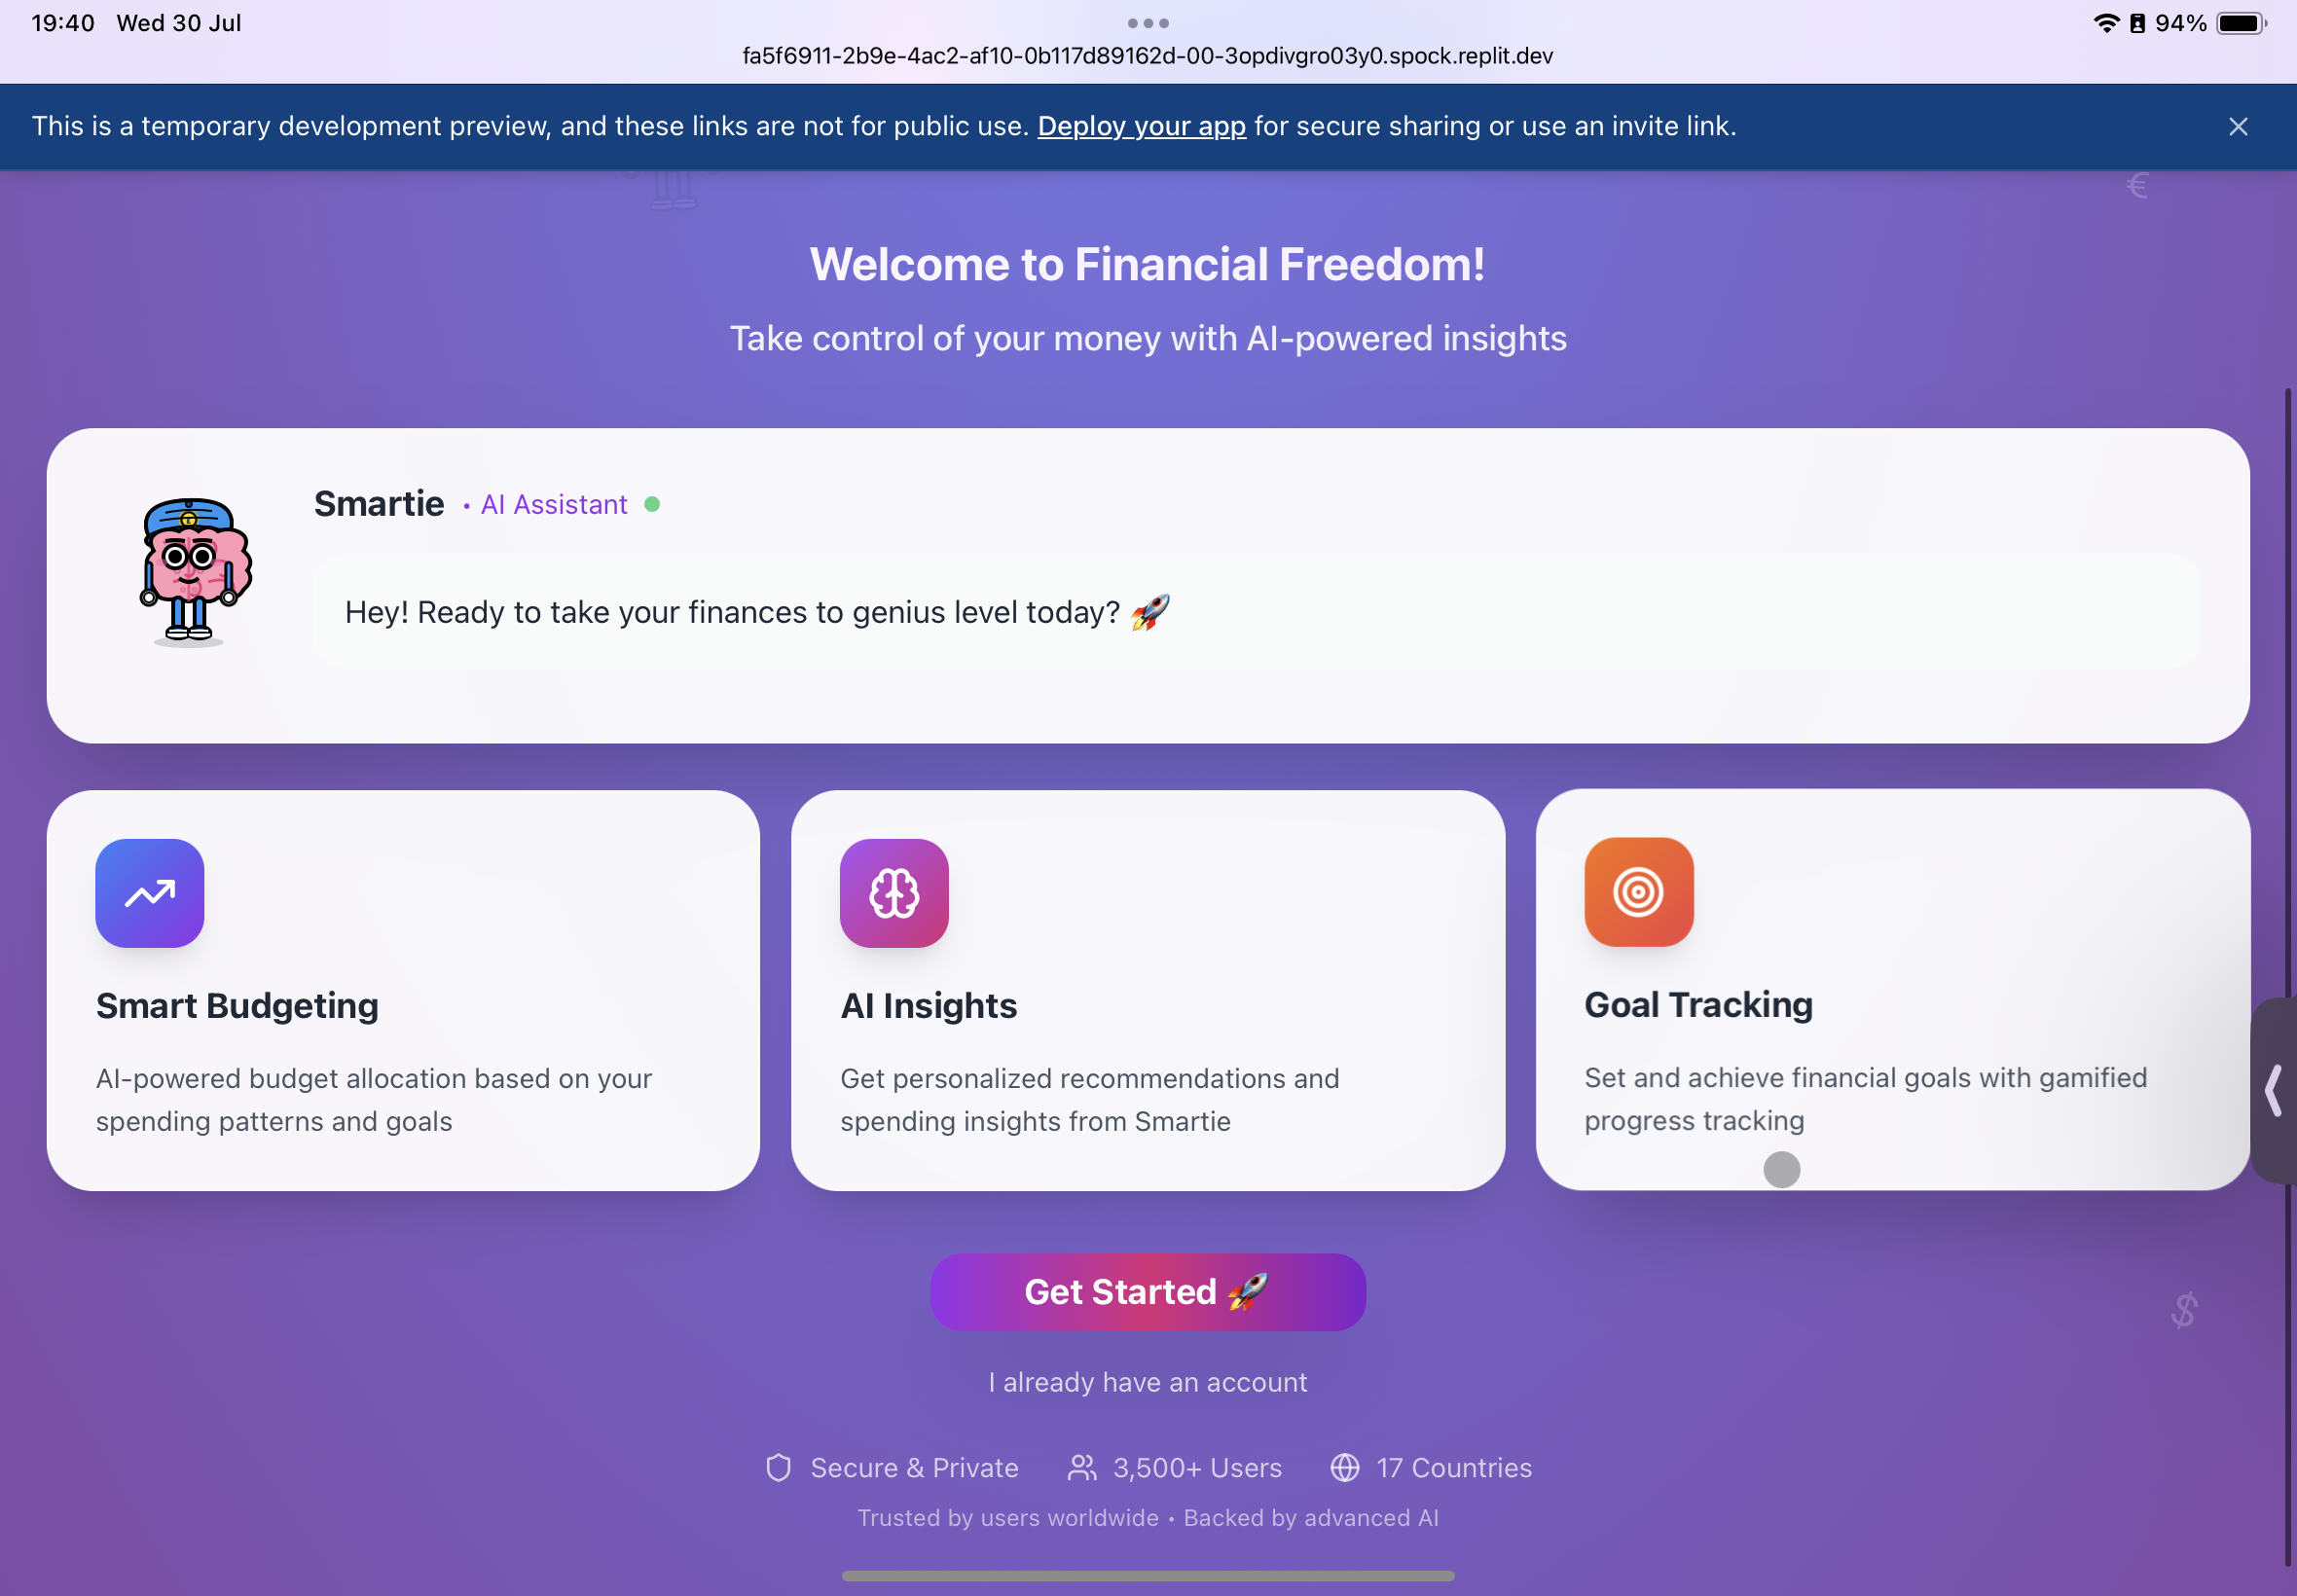 19:40 Wed 30 Jul
94%
fa5f6911-2b9e-4ac2-af10-0b117d89162d-00-3opdivgro03y0.spock.replit.dev
This is a temporary development preview, and these links are not for public use. Deploy your app for secure sharing or use an invite link.
€
Welcome to Financial Freedom!
Take control of your money with AI-powered insights
Smartie • AI Assistant
Hey! Ready to take your finances to genius level today? 🚀
Smart Budgeting
AI-powered budget allocation based on your
spending patterns and goals
AI Insights
Get personalized recommendations and
spending insights from Smartie
Goal Tracking
Set and achieve financial goals with gamified
progress tracking
Get Started 🚀
$
I already have an account
Secure & Private 3,500+ Users 17 Countries
Trusted by users worldwide • Backed by advanced AI